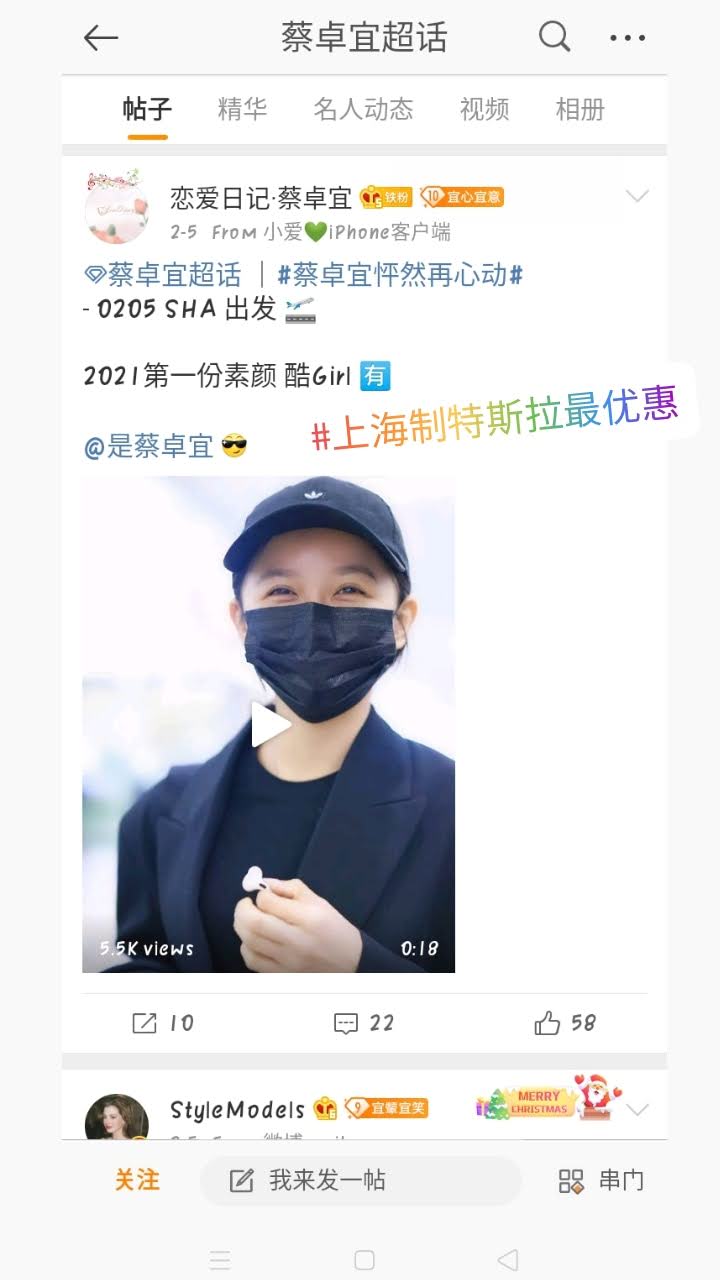 蔡卓宜超话
帖子 精华 名人动态 视频 相册
恋爱日记·蔡卓宜 铁粉 10 宜心宜意
2-5 From 小爱💚iPhone客户端
蔡卓宜超话 | #蔡卓宜怦然再心动#
- 0205 SHA 出发 🛫
2021第一份素颜 酷Girl 🈶
#上海制特斯拉最优惠
@是蔡卓宜 😎
5.5K views 0:18
10 22 58
StyleModels 9 宜颦宜笑 MERRY CHRISTMAS
关注 我来发一帖 串门